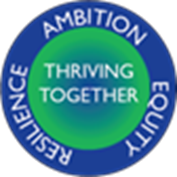 AMBITION
EQUITY
RESILIENCE
THRIVING
TOGETHER